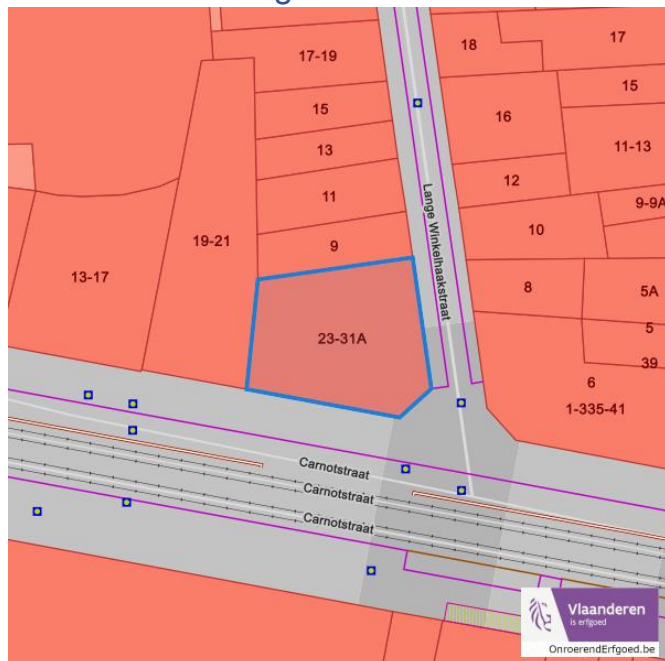 17-19
18
17
15
15
16
13
11-13
12
11
9-9A
10
19-21
9
Lange Winkelhaakstraat
13-17
8
5A
23-31A
5
39
6
1-335-41
Carnotstraat
Carnotstraat
Carnotstraat
Vlaanderen
is erfgoed
OnroerendErfgoed.be